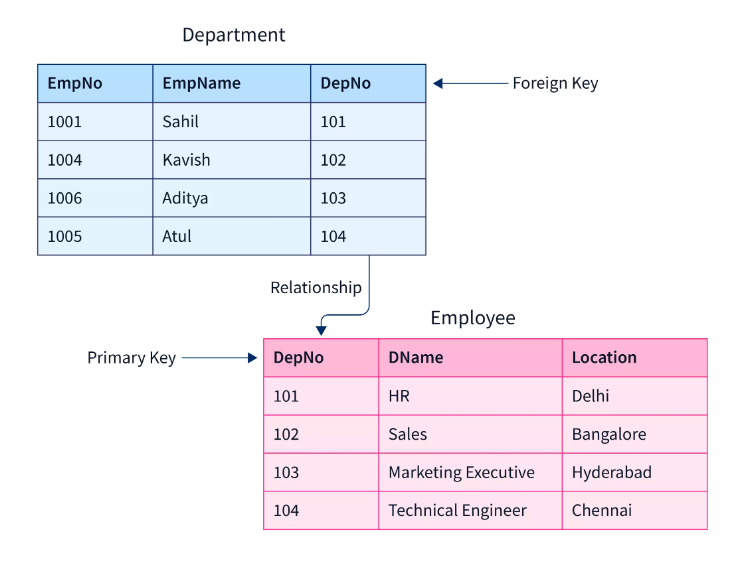 Department
EmpNo EmpName DepNo
Foreign Key
1001 Sahil 101
1004 Kavish 102
1006 Aditya 103
1005 Atul 104
Relationship
Employee
Primary Key
DepNo DName Location
101 HR Delhi
102 Sales Bangalore
103 Marketing Executive Hyderabad
104 Technical Engineer Chennai